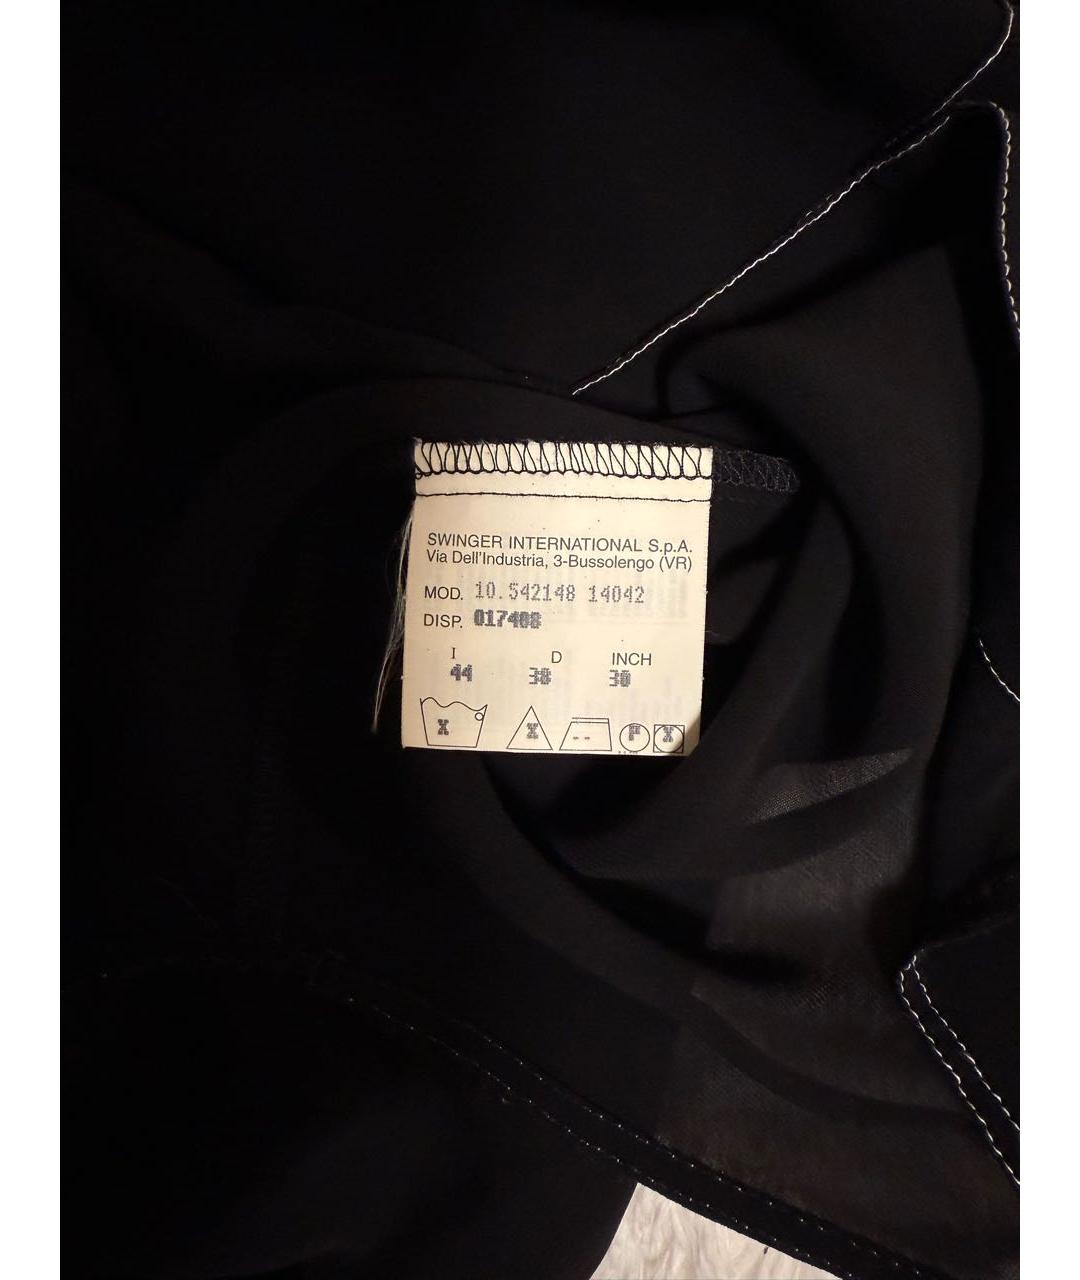 SWINGER INTERNATIONAL S.p.A.
Via Dell'Industria, 3-Bussolengo (VR)
MOD. 10.542148 14042
DISP. 017408
I D INCH
44 38 30
X X P X